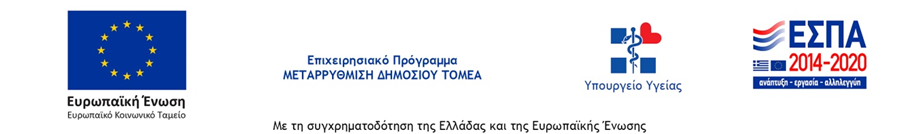 Ευρωπαϊκή Ένωση
Ευρωπαϊκό Κοινωνικό Ταμείο
Επιχειρησιακό Πρόγραμμα
ΜΕΤΑΡΡΥΘΜΙΣΗ ΔΗΜΟΣΙΟΥ ΤΟΜΕΑ
Υπουργείο Υγείας
ΕΣΠΑ
2014-2020
ανάπτυξη - εργασία - αλληλεγγύη
Με τη συγχρηματοδότηση της Ελλάδας και της Ευρωπαϊκής Ένωσης